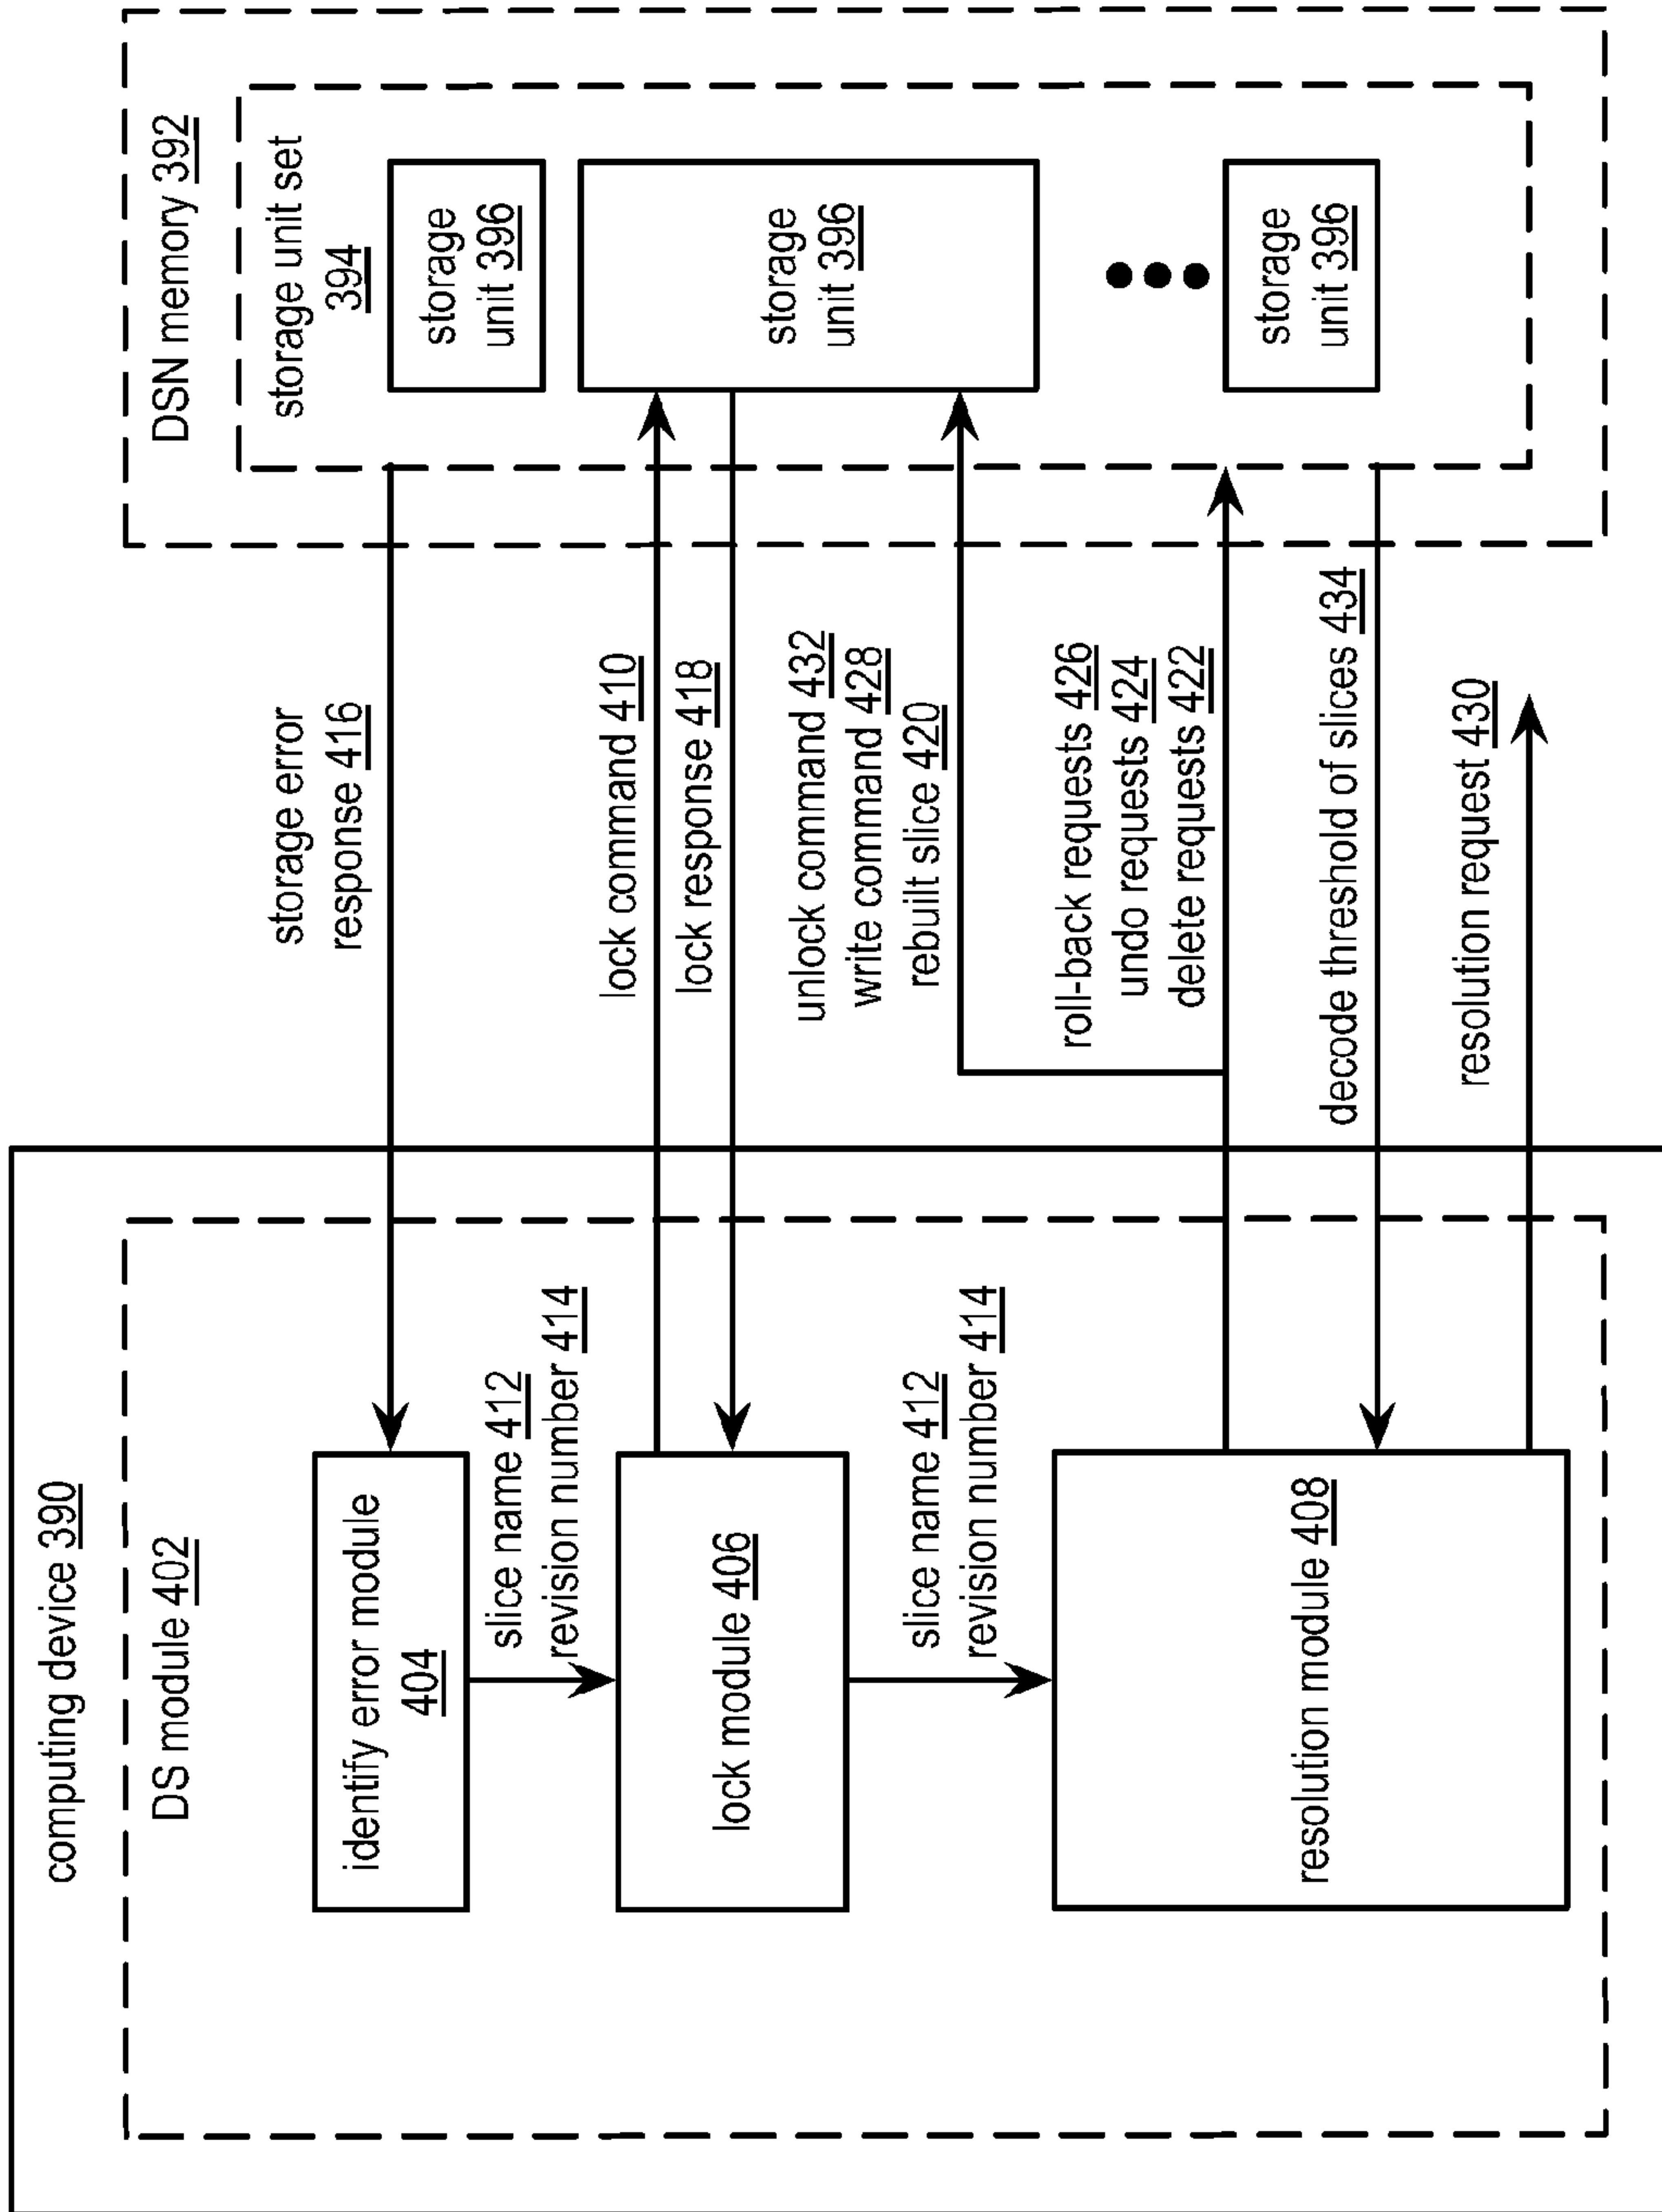 computing device 390
DS module 402
identify error module
404
slice name 412
revision number 414
lock module 406
slice name 412
revision number 414
resolution module 408
storage error
response 416
lock command 410
lock response 418
unlock command 432
write command 428
rebuilt slice 420
roll-back requests 426
undo requests 424
delete requests 422
decode threshold of slices 434
resolution request 430
DSN memory 392
storage unit set
394
storage
unit 396
storage
unit 396
storage
unit 396